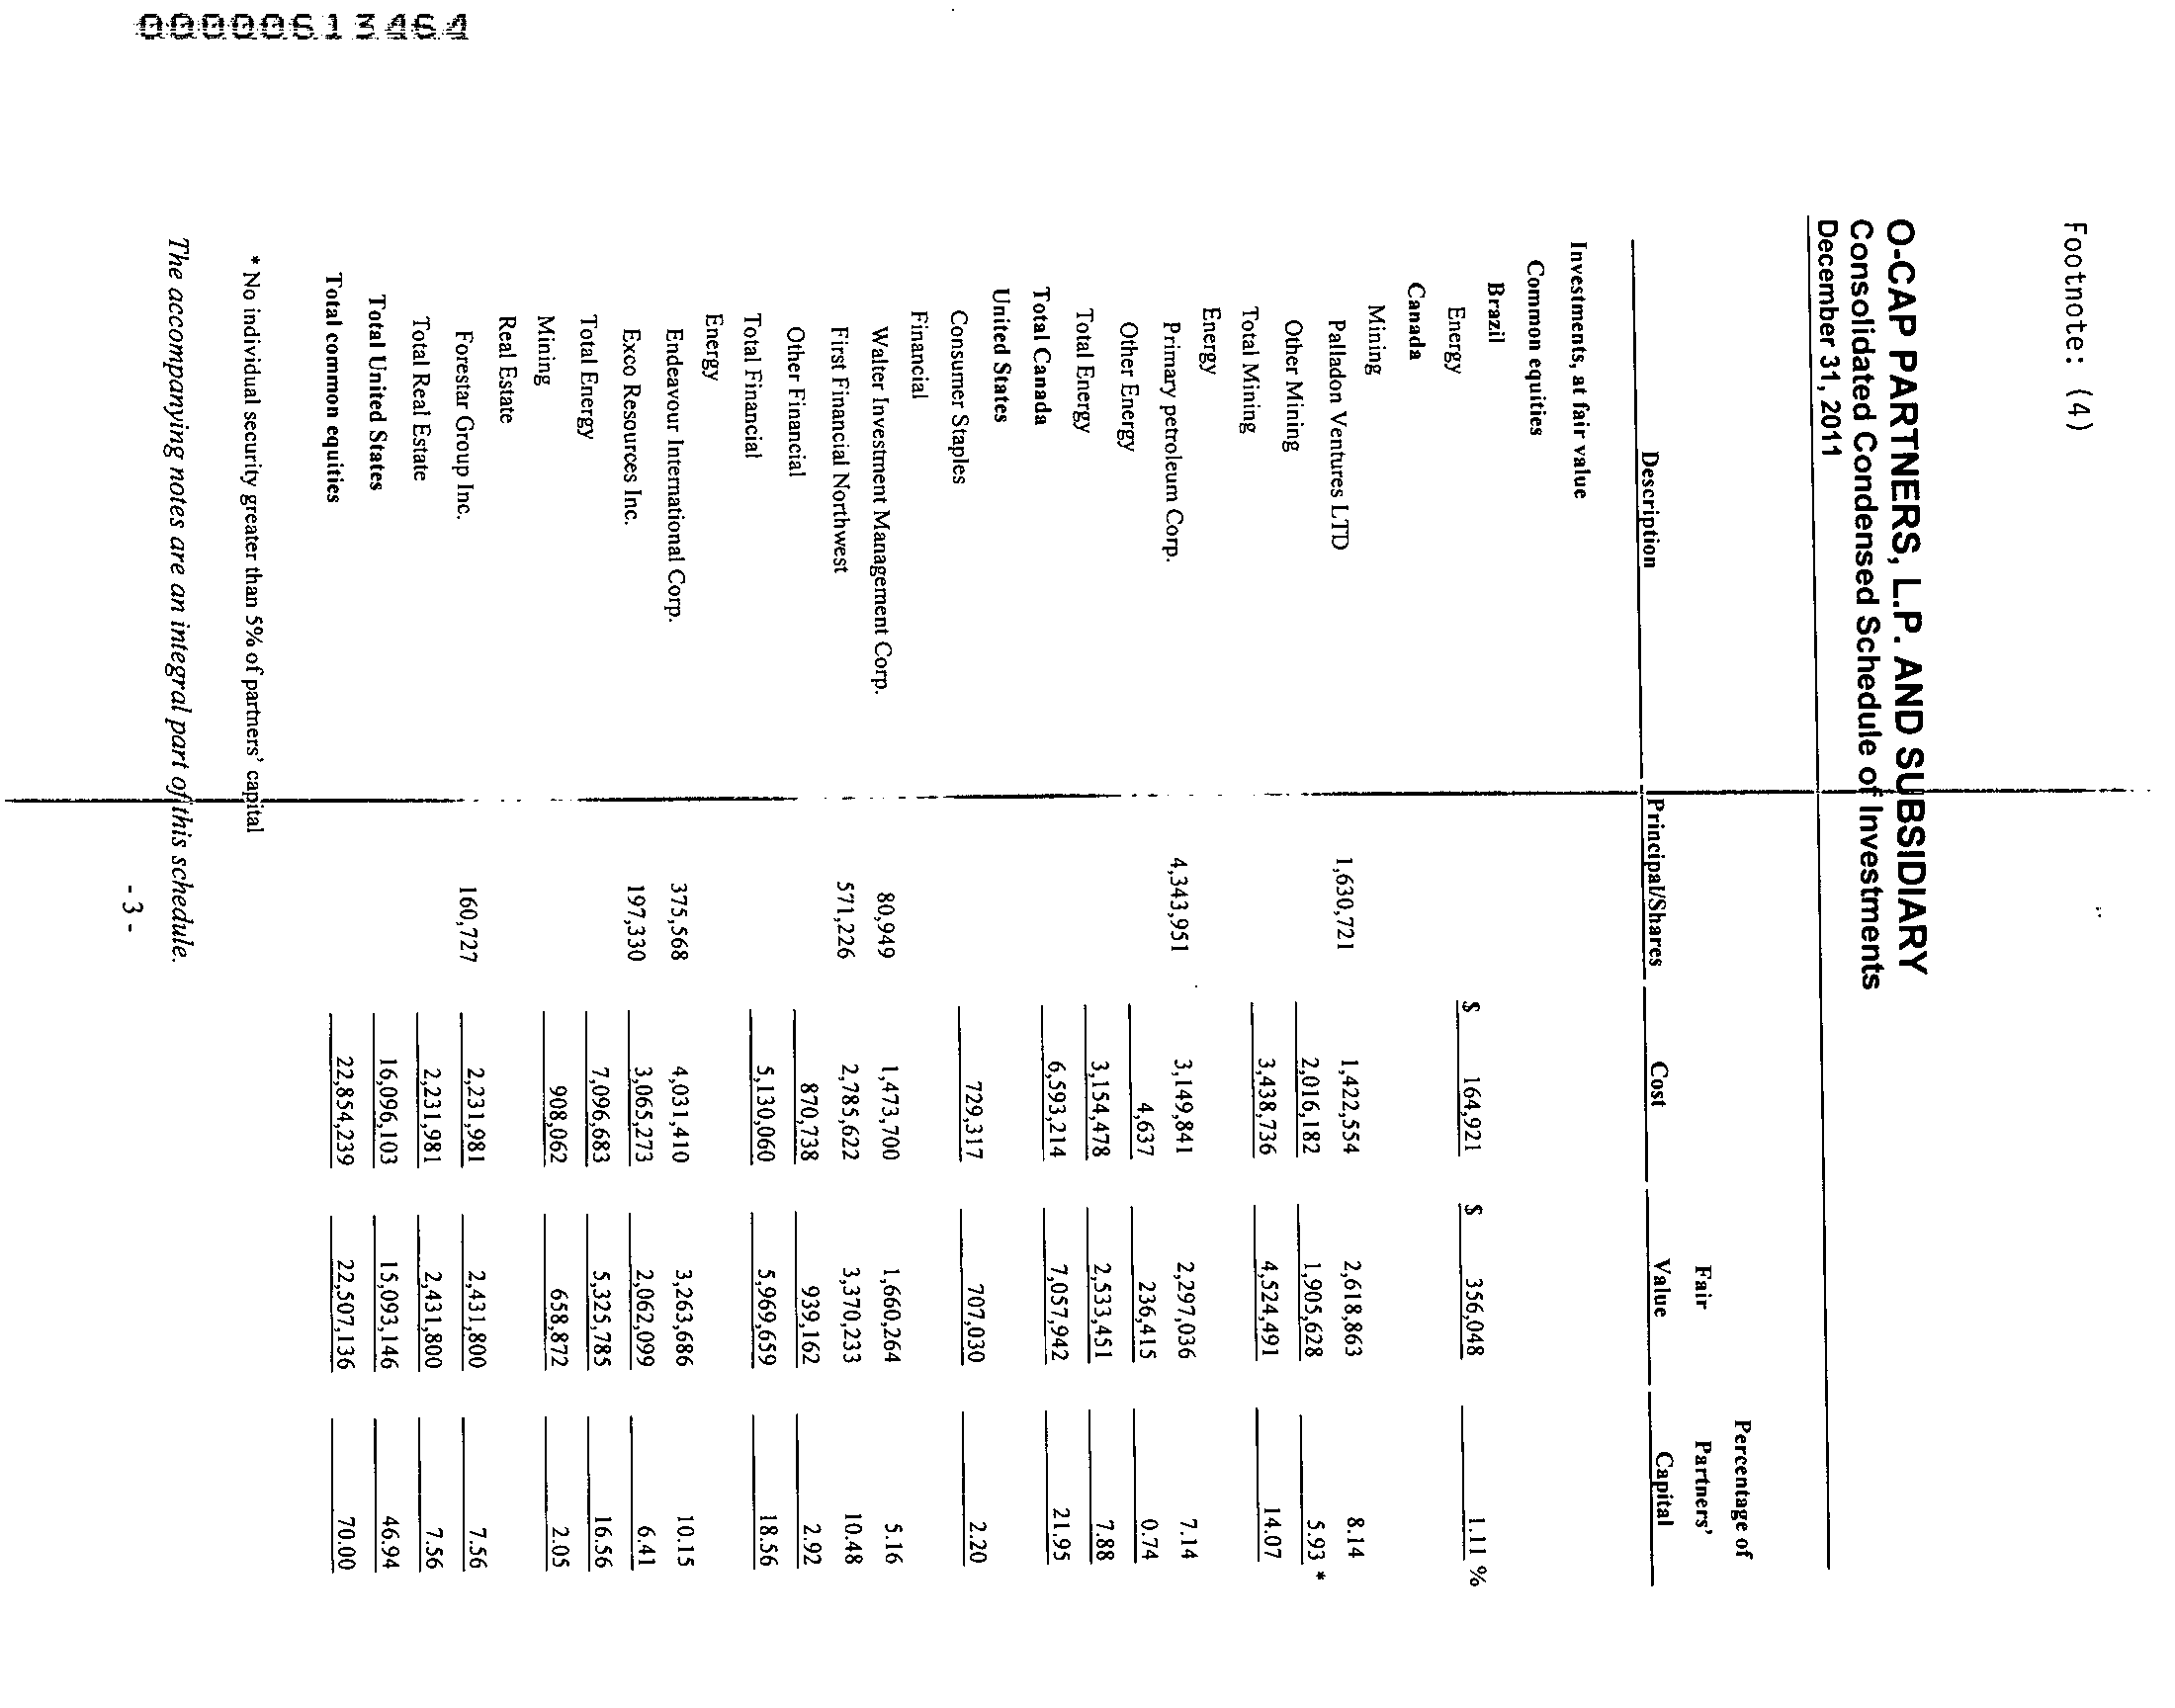 Footnote: (4)
O-CAP PARTNERS, L.P. AND SUBSIDIARY
Consolidated Condensed Schedule of Investments
December 31, 2011
Percentage of
Fair Partners'
Description Principal/Shares Cost Value Capital
Investments, at fair value
Common equities
Brazil
Energy $ 164,921 $ 356,048 1.11 %
Canada
Mining
Palladon Ventures LTD 1,630,721 1,422,554 2,618,863 8.14
Other Mining 2,016,182 1,905,628 5.93 *
Total Mining 3,438,736 4,524,491 14.07
Energy
Primary petroleum Corp. 4,343,951 3,149,841 2,297,036 7.14
Other Energy 4,637 236,415 0.74
Total Energy 3,154,478 2,533,451 7.88
Total Canada 6,593,214 7,057,942 21.95
United States
Consumer Staples 729,317 707,030 2.20
Financial
Walter Investment Management Corp. 80,949 1,473,700 1,660,264 5.16
First Financial Northwest 571,226 2,785,622 3,370,233 10.48
Other Financial 870,738 939,162 2.92
Total Financial 5,130,060 5,969,659 18.56
Energy
Endeavour International Corp. 375,568 4,031,410 3,263,686 10.15
Exco Resources Inc. 197,330 3,065,273 2,062,099 6.41
Total Energy 7,096,683 5,325,785 16.56
Mining 908,062 658,872 2.05
Real Estate
Forestar Group Inc. 160,727 2,231,981 2,431,800 7.56
Total Real Estate 2,231,981 2,431,800 7.56
Total United States 16,096,103 15,093,146 46.94
Total common equities 22,854,239 22,507,136 70.00
* No individual security greater than 5% of partners' capital
The accompanying notes are an integral part of this schedule.
- 3 -
00000613464